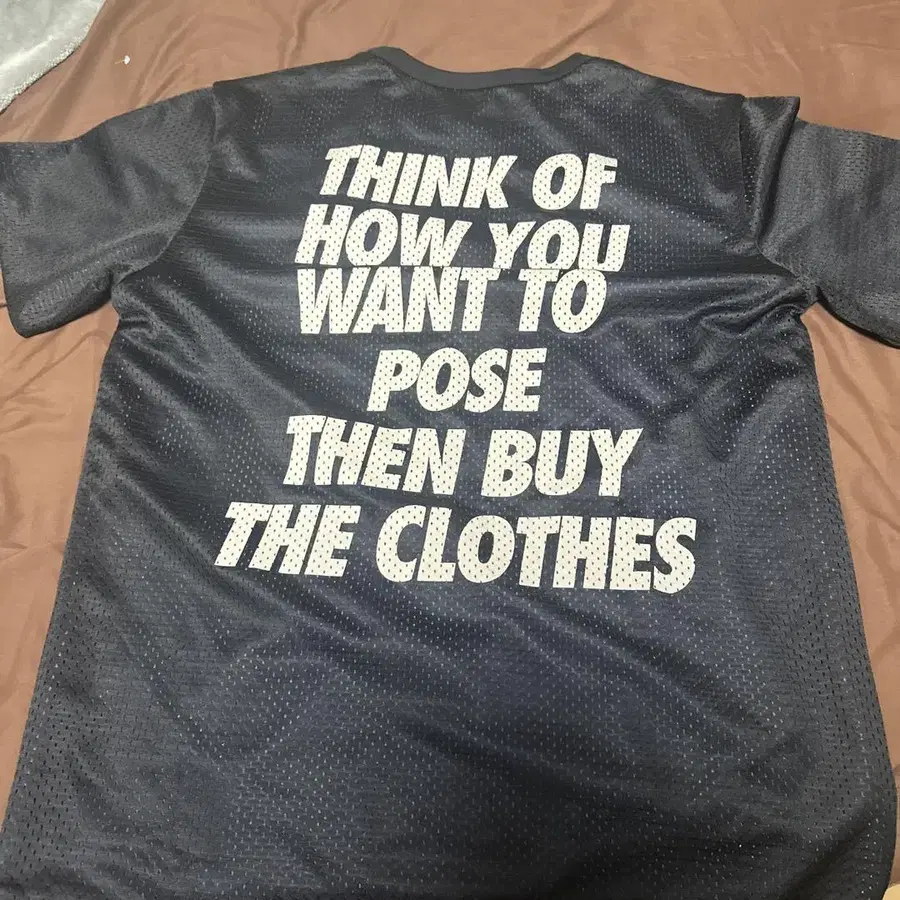 THINK OF
HOW YOU
WANT TO
POSE
THEN BUY
THE CLOTHES